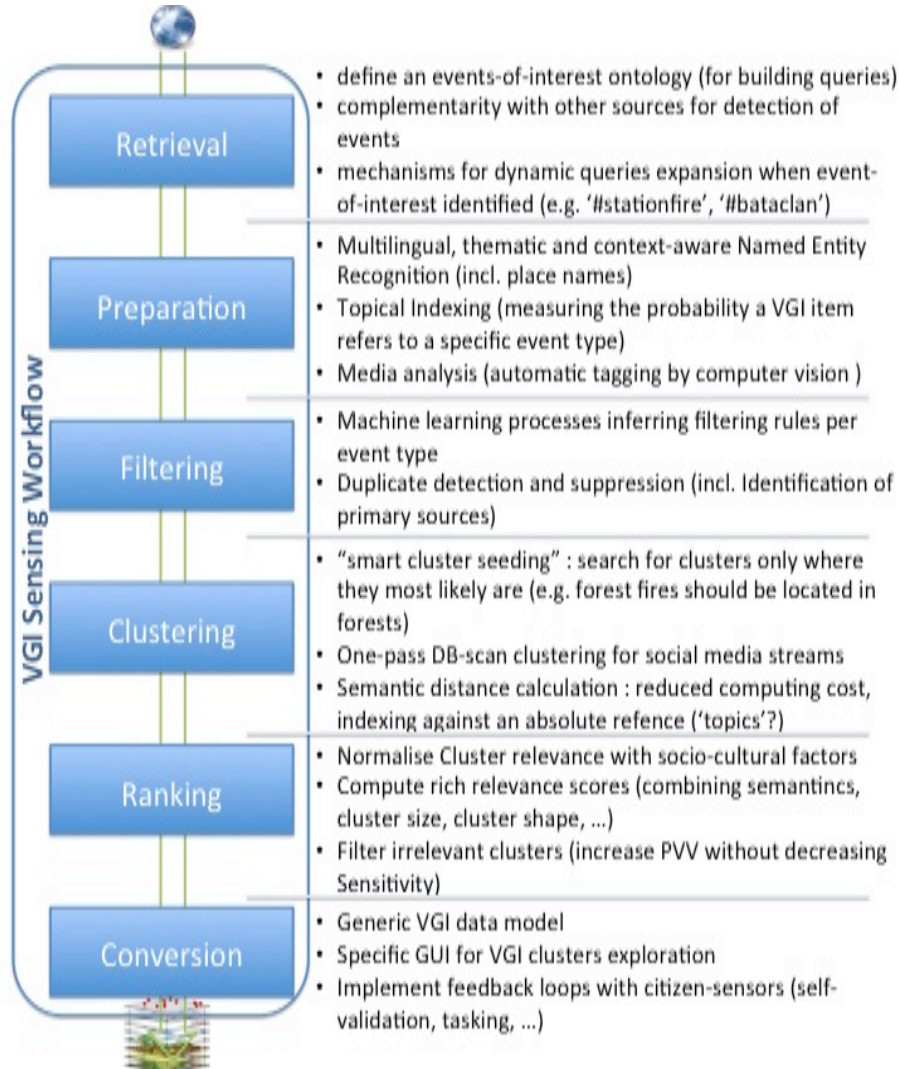 VGI Sensing Workflow
Retrieval
• define an events-of-interest ontology (for building queries)
• complementarity with other sources for detection of
events
• mechanisms for dynamic queries expansion when event-
of-interest identified (e.g. ‘#stationfire’, ‘#bataclan’)
Preparation
• Multilingual, thematic and context-aware Named Entity
Recognition (incl. place names)
• Topical Indexing (measuring the probability a VGI item
refers to a specific event type)
• Media analysis (automatic tagging by computer vision )
Filtering
• Machine learning processes inferring filtering rules per
event type
• Duplicate detection and suppression (incl. Identification of
primary sources)
Clustering
• “smart cluster seeding” : search for clusters only where
they most likely are (e.g. forest fires should be located in
forests)
• One-pass DB-scan clustering for social media streams
• Semantic distance calculation : reduced computing cost,
indexing against an absolute refence (‘topics’?)
Ranking
• Normalise Cluster relevance with socio-cultural factors
• Compute rich relevance scores (combining semantincs,
cluster size, cluster shape, ...)
• Filter irrelevant clusters (increase PVV without decreasing
Sensitivity)
Conversion
• Generic VGI data model
• Specific GUI for VGI clusters exploration
• Implement feedback loops with citizen-sensors (self-
validation, tasking, ...)